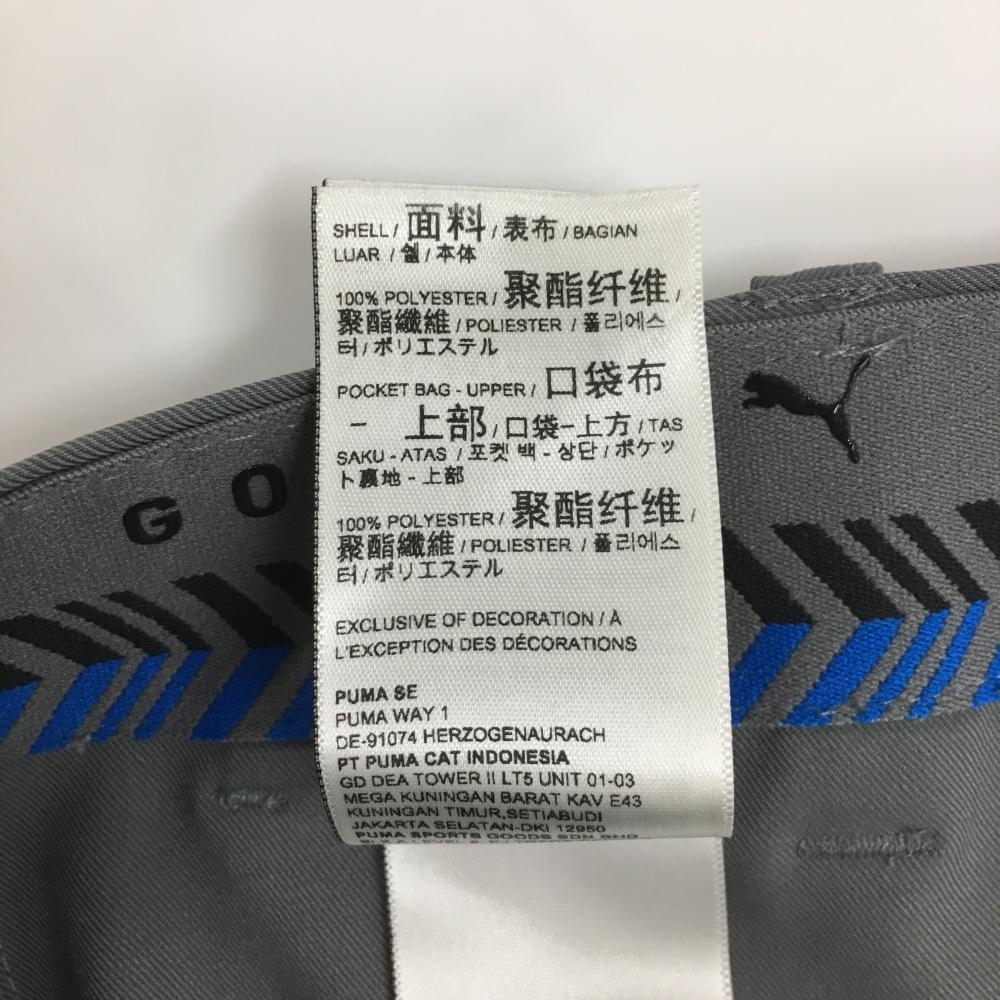 SHELL / 面料 / 表布 / BAGIAN
LUAR / 쉘 / 本体
100% POLYESTER / 聚酯纤维 /
聚酯纖維 / POLIESTER / 폴리에스
터 / ポリエステル
POCKET BAG - UPPER / 口袋布
- 上部 / 口袋-上方 / TAS
SAKU - ATAS / 포켓 백 - 상단 / ポケッ
ト裏地 - 上部
100% POLYESTER / 聚酯纤维 /
聚酯纖維 / POLIESTER / 폴리에스
터 / ポリエステル
EXCLUSIVE OF DECORATION / À
L'EXCEPTION DES DÉCORATIONS
PUMA SE
PUMA WAY 1
DE-91074 HERZOGENAURACH
PT PUMA CAT INDONESIA
GD DEA TOWER II LT5 UNIT 01-03
MEGA KUNINGAN BARAT KAV E43
KUNINGAN TIMUR,SETIABUDI
JAKARTA SELATAN-DKI 12950
PUMA SPORTS GOODS SDN BHD
G O